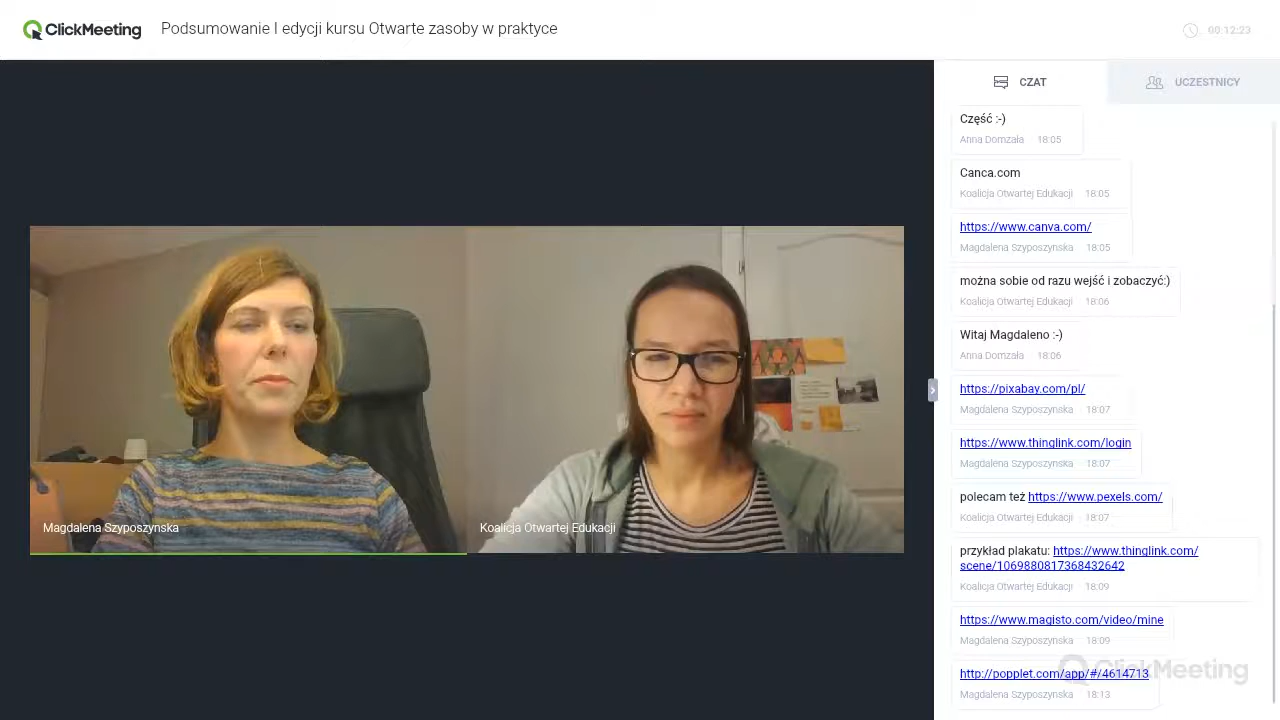 ClickMeeting
Podsumowanie I edycji kursu Otwarte zasoby w praktyce
00:12:23
CZAT
UCZESTNICY
Część :-)
Anna Domżała 18:05
Canca.com
Koalicja Otwartej Edukacji 18:05
https://www.canva.com/
Magdalena Szyposzynska 18:05
można sobie od razu wejść i zobaczyć:)
Koalicja Otwartej Edukacji 18:06
Witaj Magdaleno :-)
Anna Domżała 18:06
https://pixabay.com/pl/
Magdalena Szyposzynska 18:07
https://www.thinglink.com/login
Magdalena Szyposzynska 18:07
polecam też https://www.pexels.com/
Koalicja Otwartej Edukacji 18:07
przykład plakatu: https://www.thinglink.com/
scene/1069880817368432642
Koalicja Otwartej Edukacji 18:09
https://www.magisto.com/video/mine
Magdalena Szyposzynska 18:09
http://popplet.com/app/#/4614713
Magdalena Szyposzynska 18:13
ClickMeeting
Magdalena Szyposzynska
Koalicja Otwartej Edukacji